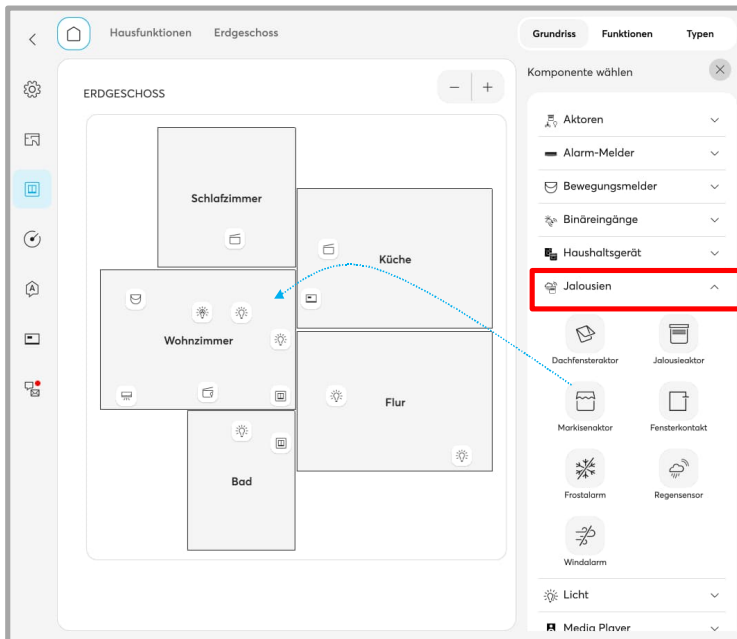 Hausfunktionen Erdgeschoss
Grundriss Funktionen Typen
Komponente wählen
ERDGESCHOSS
Schlafzimmer
Küche
Wohnzimmer
Flur
Bad
Aktoren
Alarm-Melder
Bewegungsmelder
Binäreingänge
Haushaltsgerät
Jalousien
Dachfensteraktor Jalousieaktor
Markisenaktor Fensterkontakt
Frostalarm Regensensor
Windalarm
Licht
Media Player